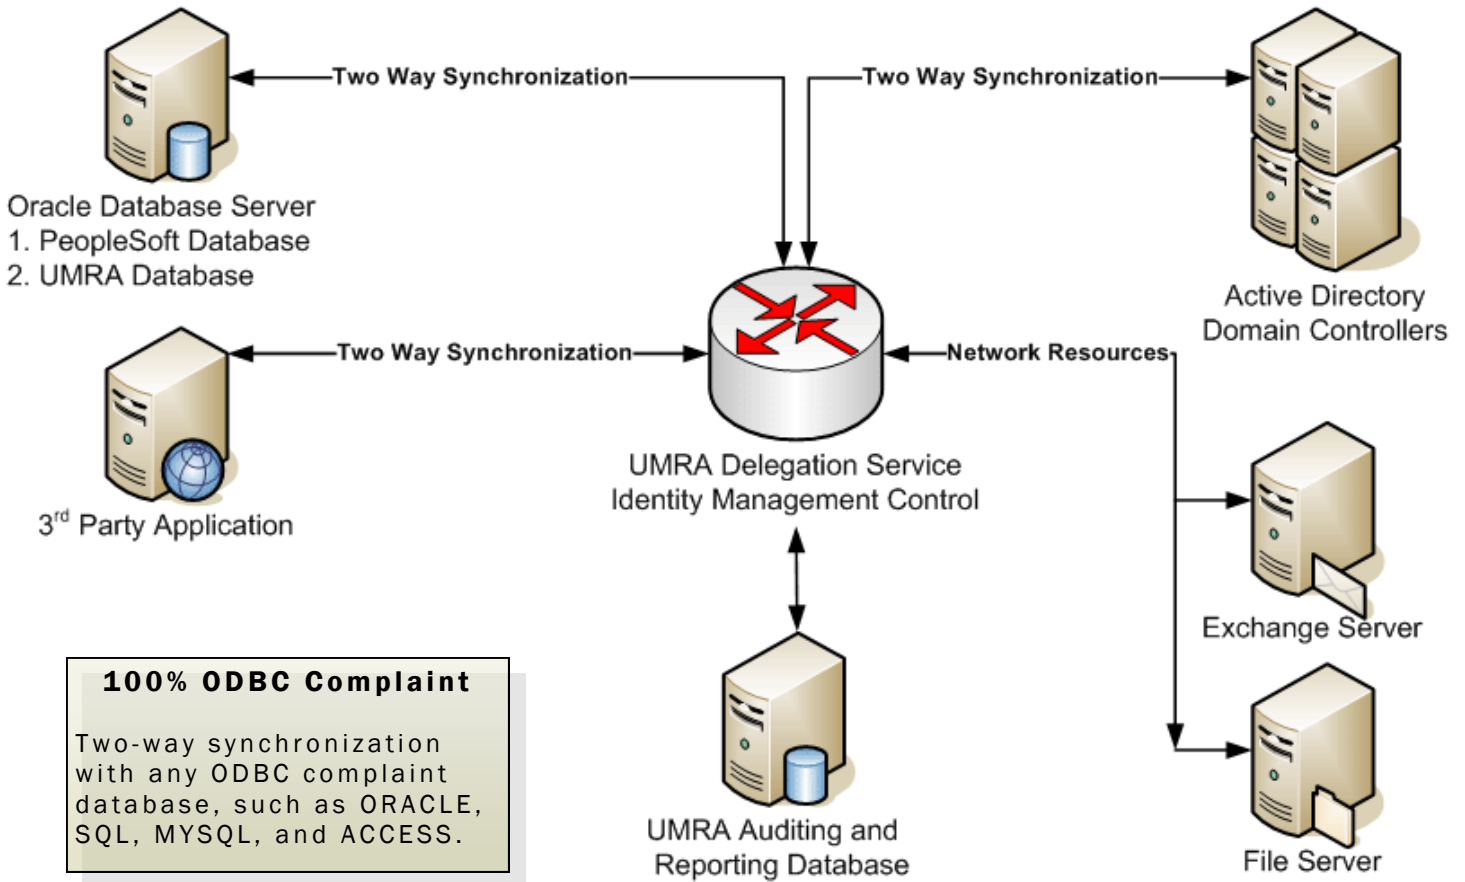 Two Way Synchronization
Two Way Synchronization
Oracle Database Server
1. PeopleSoft Database
2. UMRA Database
Active Directory
Domain Controllers
Two Way Synchronization
Network Resources
UMRA Delegation Service
Identity Management Control
3rd Party Application
Exchange Server
100% ODBC Complaint
Two-way synchronization
with any ODBC complaint
database, such as ORACLE,
SQL, MYSQL, and ACCESS.
UMRA Auditing and
Reporting Database
File Server